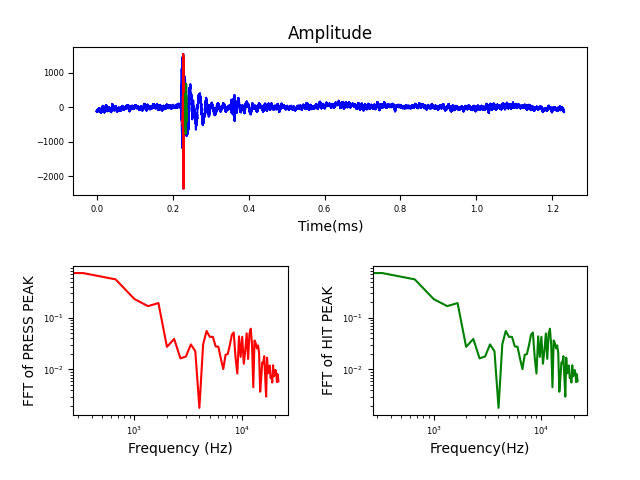 Amplitude
1000
0
−1000
−2000
0.0 0.2 0.4 0.6 0.8 1.0 1.2
Time(ms)
FFT of PRESS PEAK
10⁻¹
10⁻²
10³ 10⁴
Frequency (Hz)
FFT of HIT PEAK
10⁻¹
10⁻²
10³ 10⁴
Frequency(Hz)